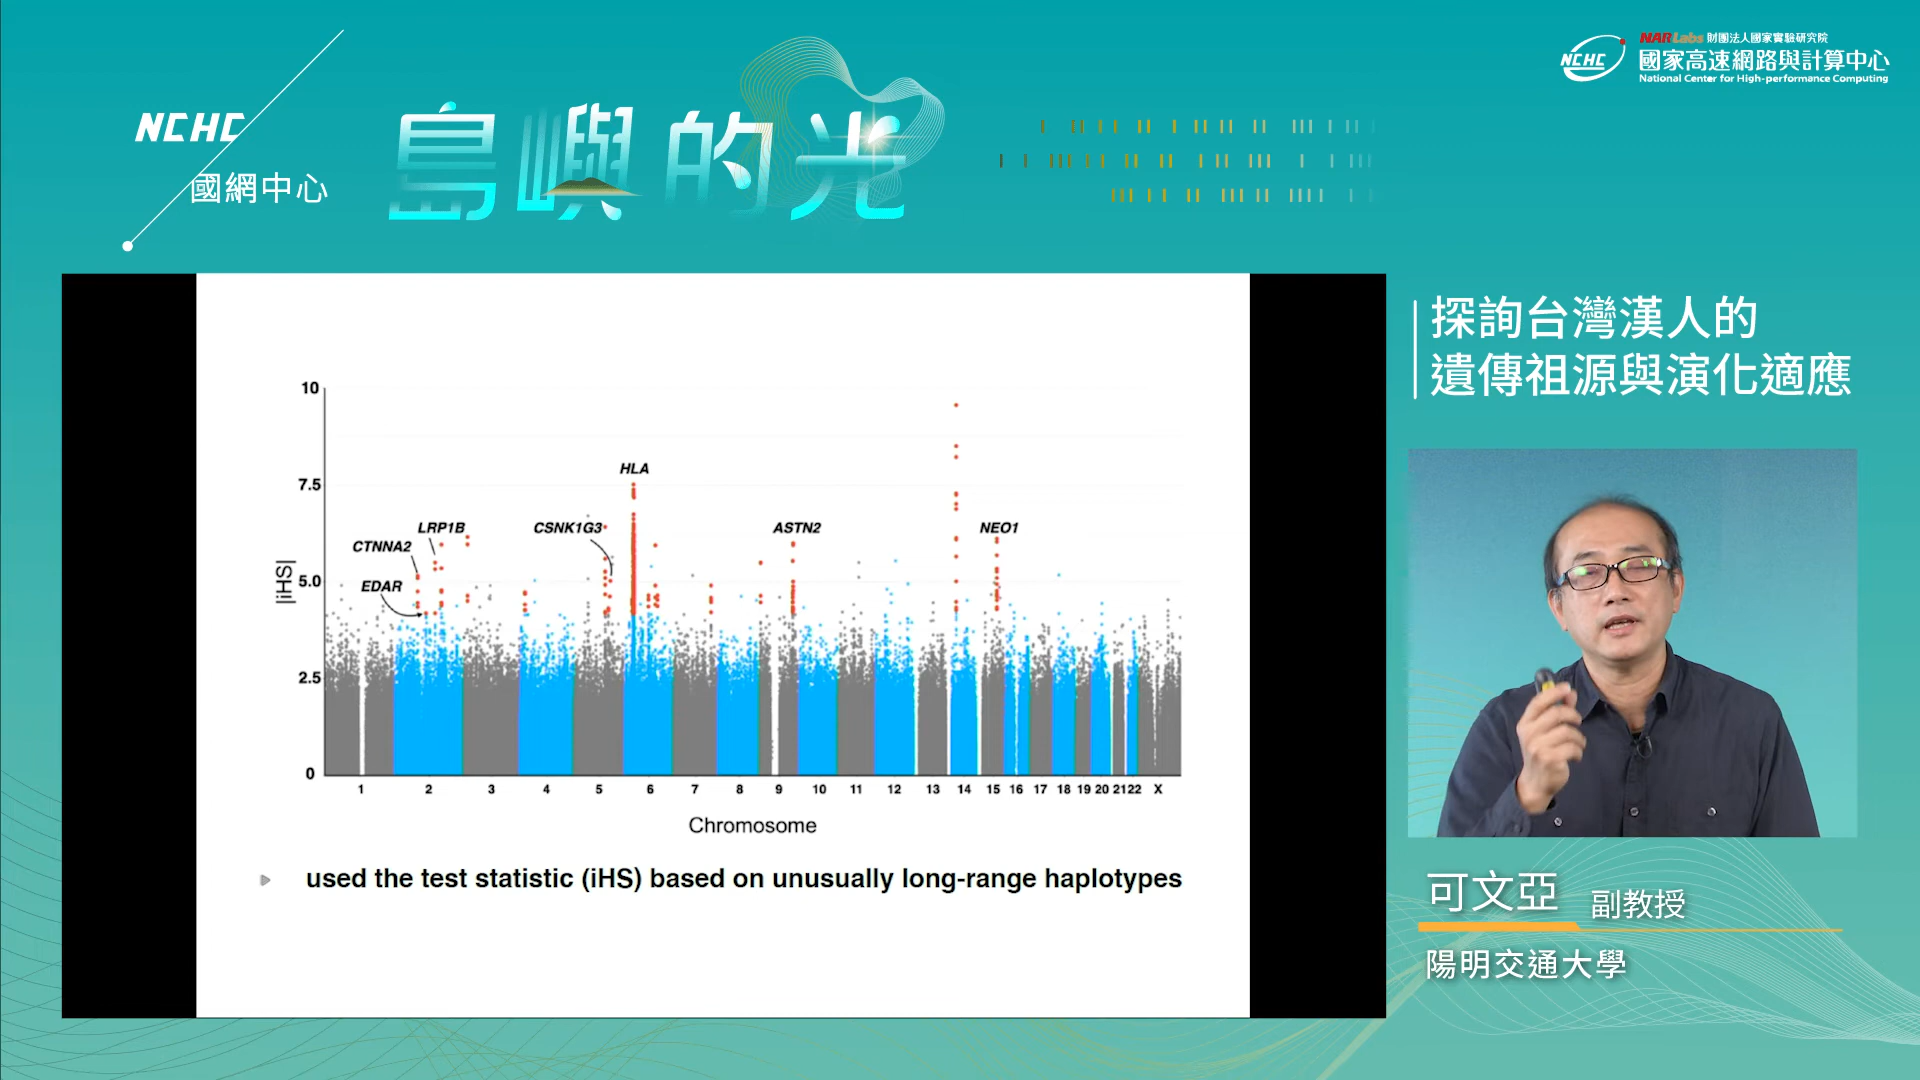 NCHC
國網中心
島嶼的光
NCHC
NARLabs 財團法人國家實驗研究院
國家高速網路與計算中心
National Center for High-performance Computing
探詢台灣漢人的
遺傳祖源與演化適應
10
7.5
5.0
2.5
0
|iHS|
HLA
LRP1B
CSNK1G3
ASTN2
NEO1
CTNNA2
EDAR
1 2 3 4 5 6 7 8 9 10 11 12 13 14 15 16 17 18 19 20 21 22 X
Chromosome
used the test statistic (iHS) based on unusually long-range haplotypes
可文亞 副教授
陽明交通大學